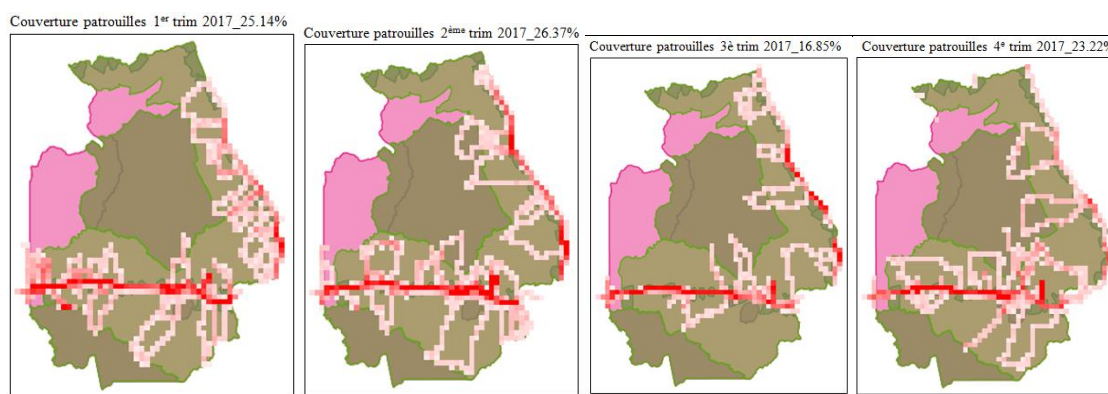 Couverture patrouilles 1er trim 2017_25.14%
Couverture patrouilles 2ème trim 2017_26.37%
Couverture patrouilles 3è trim 2017_16.85%
Couverture patrouilles 4e trim 2017_23.22%